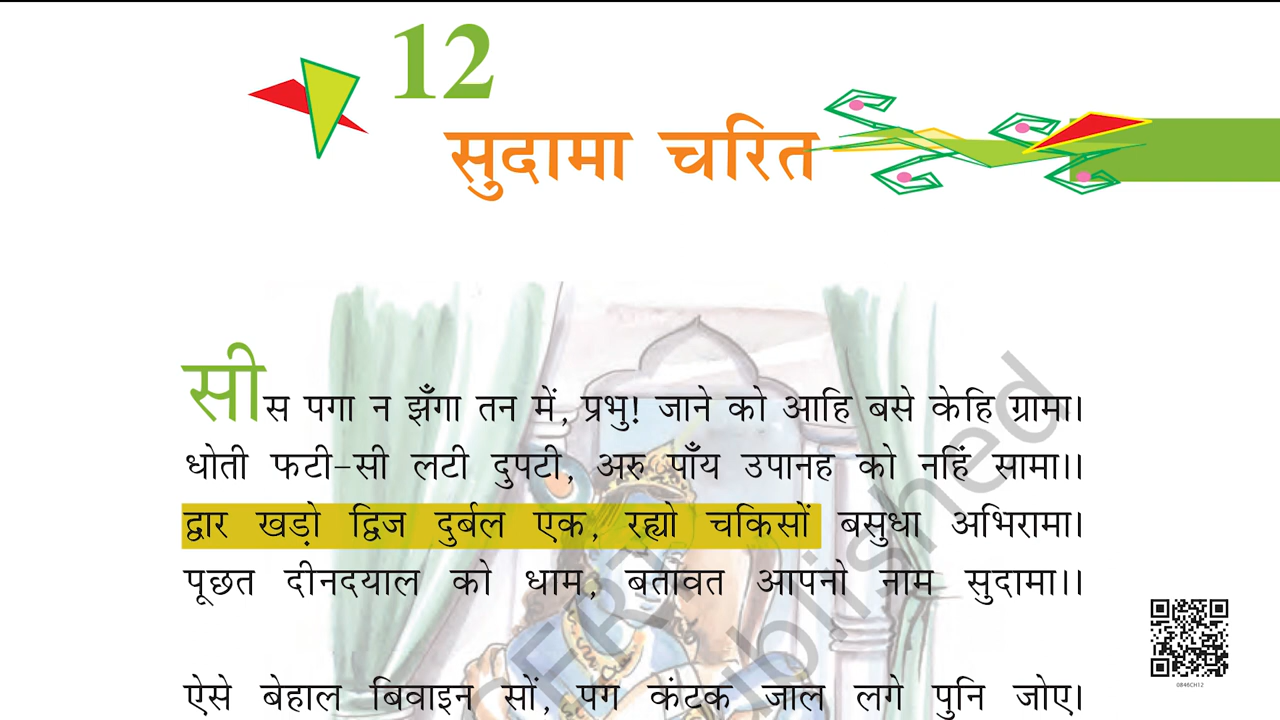 12
सुदामा चरित
सीस पगा न झँगा तन में, प्रभु! जाने को आहि बसे केहि ग्रामा।
धोती फटी-सी लटी दुपटी, अरु पाँय उपानह को नहिं सामा॥
द्वार खड़ो द्विज दुर्बल एक, रह्यो चकिसों बसुधा अभिरामा।
पूछत दीनदयाल को धाम, बतावत आपनो नाम सुदामा॥
ऐसे बेहाल बिवाइन सों, पग कंटक जाल लगे पुनि जोए।
0846CH12